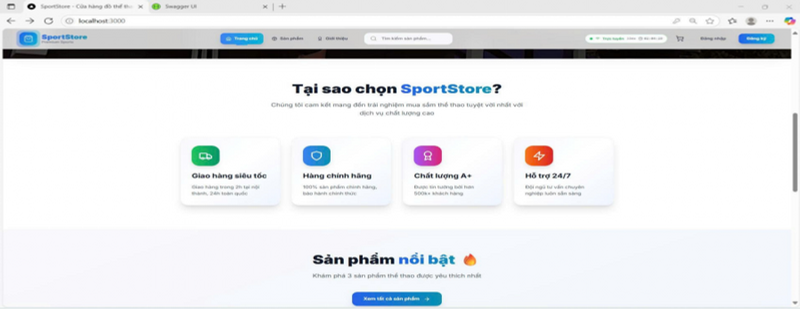 SportStore - Cửa hàng đồ thể tha
Swagger UI
localhost:3000
SportStore
Premium Sports
Trang chủ
Sản phẩm
Giới thiệu
Tìm kiếm sản phẩm...
Đăng nhập
Đăng ký
Tại sao chọn SportStore?
Chúng tôi cam kết mang đến trải nghiệm mua sắm thể thao tuyệt vời nhất với
dịch vụ chất lượng cao
Giao hàng siêu tốc
Giao hàng trong 2h tại nội
thành, 24h toàn quốc
Hàng chính hãng
100% sản phẩm chính hãng,
bảo hành chính thức
Chất lượng A+
Được tin tưởng bởi hơn
500k+ khách hàng
Hỗ trợ 24/7
Đội ngũ tư vấn chuyên
nghiệp luôn sẵn sàng
Sản phẩm nổi bật
Khám phá 3 sản phẩm thể thao được yêu thích nhất
Xem tất cả sản phẩm →